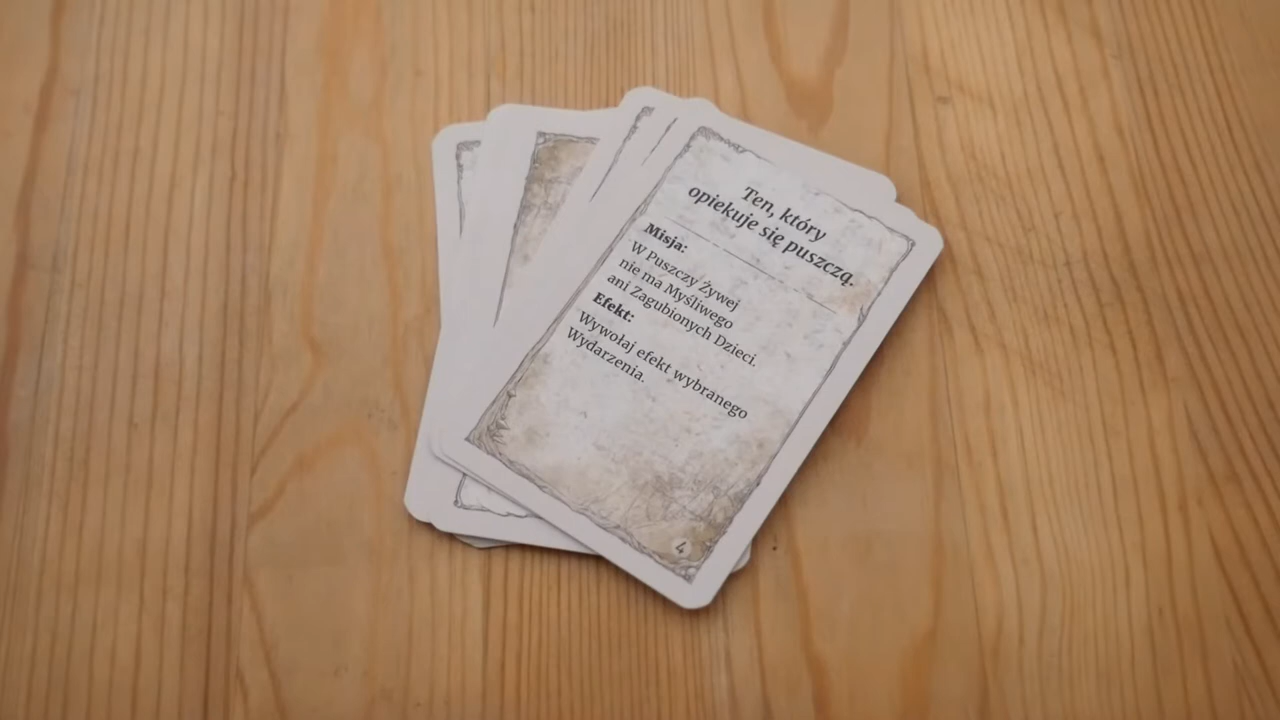 Ten, który
opiekuje się puszczą.
Misja:
W Puszczy Żywej
nie ma Myśliwego
ani Zagubionych Dzieci.
Efekt:
Wywołaj efekt wybranego
Wydarzenia.
4